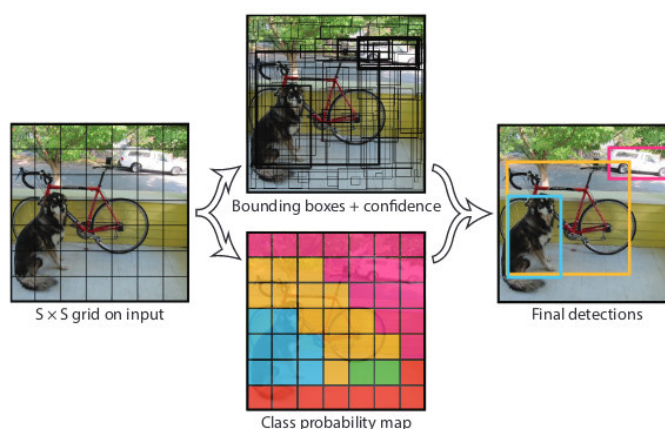 Bounding boxes + confidence
S × S grid on input
Final detections
Class probability map